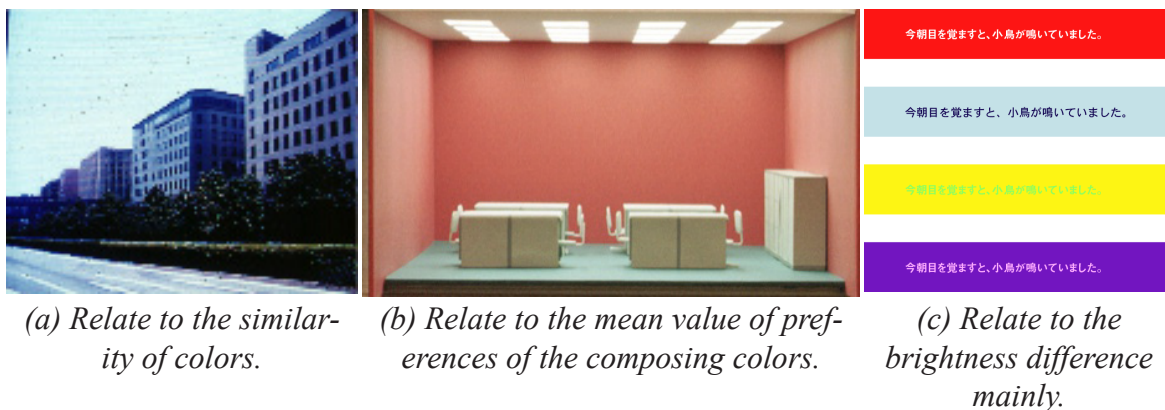 今朝目を覚ますと、小鳥が鳴いていました。
今朝目を覚ますと、小鳥が鳴いていました。
今朝目を覚ますと、小鳥が鳴いていました。
今朝目を覚ますと、小鳥が鳴いていました。
(a) Relate to the similar-
ity of colors.
(b) Relate to the mean value of pref-
erences of the composing colors.
(c) Relate to the
brightness difference
mainly.